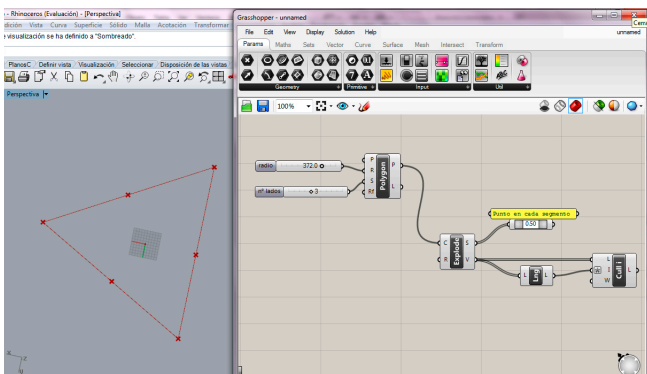 - Rhinoceros (Evaluación) - [Perspectiva]
dición Vista Curva Superficie Sólido Malla Acotación Transformar
e visualización se ha definido a "Sombreado".
PlanosC Definir vista Visualización Seleccionar Disposición de las vistas
Perspectiva
x z
y
Grasshopper - unnamed
Cerra
File Edit View Display Solution Help
unnamed
Params Maths Sets Vector Curve Surface Mesh Intersect Transform
Geometry Primitive Input Util
100%
radio 372.0
nº lados 3
P R S Rf Polygon P L
Punto en cada segmento
0.50
C R Explode S V
L Lng L
L I W Cull i L